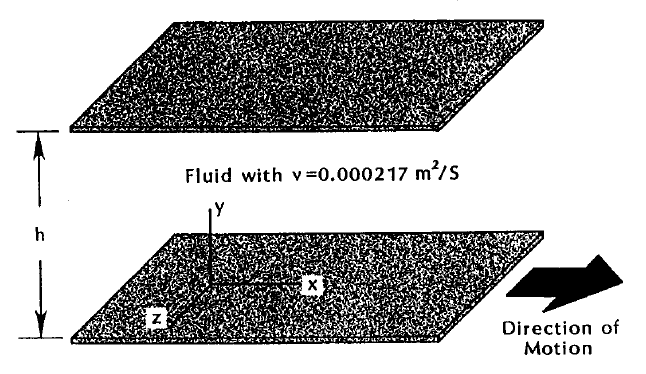 Fluid with ν=0.000217 m²/S
y
h
x
z
Direction of
Motion